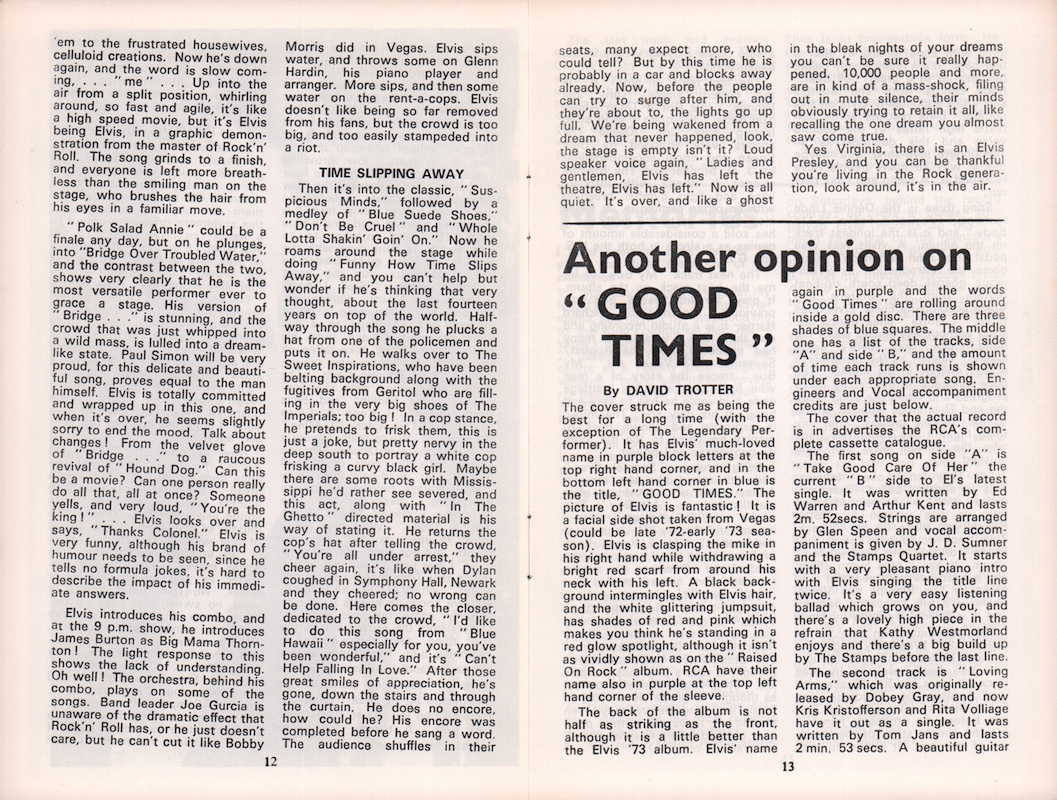 'em to the frustrated housewives,
celluloid creations. Now he's down
again, and the word is slow com-
ing, . . . "me" . . . Up into the
air from a split position, whirling
around, so fast and agile, it's like
a high speed movie, but it's Elvis
being Elvis, in a graphic demon-
stration from the master of Rock'n'
Roll. The song grinds to a finish,
and everyone is left more breath-
less than the smiling man on the
stage, who brushes the hair from
his eyes in a familiar move.
"Polk Salad Annie" could be a
finale any day, but on he plunges,
into "Bridge Over Troubled Water,"
and the contrast between the two,
shows very clearly that he is the
most versatile performer ever to
grace a stage. His version of
"Bridge . . ." is stunning, and the
crowd that was just whipped into
a wild mass, is lulled into a dream-
like state. Paul Simon will be very
proud, for this delicate and beauti-
ful song, proves equal to the man
himself. Elvis is totally committed
and wrapped up in this one, and
when it's over, he seems slightly
sorry to end the mood. Talk about
changes! From the velvet glove
of "Bridge . . ." to a raucous
revival of "Hound Dog." Can this
be a movie? Can one person really
do all that, all at once? Someone
yells, and very loud, "You're the
king!" . . . Elvis looks over and
says, "Thanks Colonel." Elvis is
very funny, although his brand of
humour needs to be seen, since he
tells no formula jokes, it's hard to
describe the impact of his immedi-
ate answers.
Elvis introduces his combo, and
at the 9 p.m. show, he introduces
James Burton as Big Mama Thorn-
ton! The light response to this
shows the lack of understanding.
Oh well! The orchestra, behind his
combo, plays on some of the
songs. Band leader Joe Gurcia is
unaware of the dramatic effect that
Rock'n' Roll has, or he just doesn't
care, but he can't cut it like Bobby
Morris did in Vegas. Elvis sips
water, and throws some on Glenn
Hardin, his piano player and
arranger. More sips, and then some
water on the rent-a-cops. Elvis
doesn't like being so far removed
from his fans, but the crowd is too
big, and too easily stampeded into
a riot.
TIME SLIPPING AWAY
Then it's into the classic, "Sus-
picious Minds," followed by a
medley of "Blue Suede Shoes,"
"Don't Be Cruel" and "Whole
Lotta Shakin' Goin' On." Now he
roams around the stage while
doing "Funny How Time Slips
Away," and you can't help but
wonder if he's thinking that very
thought, about the last fourteen
years on top of the world. Half-
way through the song he plucks a
hat from one of the policemen and
puts it on. He walks over to The
Sweet Inspirations, who have been
belting background along with the
fugitives from Geritol who are fill-
ing in the very big shoes of The
Imperials; too big! In a cop stance,
he pretends to frisk them, this is
just a joke, but pretty nervy in the
deep south to portray a white cop
frisking a curvy black girl. Maybe
there are some roots with Missis-
sippi he'd rather see severed, and
this act, along with "In The
Ghetto" directed material is his
way of stating it. He returns the
cop's hat after telling the crowd,
"You're all under arrest," they
cheer again, it's like when Dylan
coughed in Symphony Hall, Newark
and they cheered; no wrong can
be done. Here comes the closer,
dedicated to the crowd, "I'd like
to do this song from "Blue
Hawaii" especially for you, you've
been wonderful," and it's "Can't
Help Falling In Love." After those
great smiles of appreciation, he's
gone, down the stairs and through
the curtain. He does no encore,
how could he? His encore was
completed before he sang a word.
The audience shuffles in their
12
seats, many expect more, who
could tell? But by this time he is
probably in a car and blocks away
already. Now, before the people
can try to surge after him, and
they're about to, the lights go up
full. We're being wakened from a
dream that never happened, look,
the stage is empty isn't it? Loud
speaker voice again, "Ladies and
gentlemen, Elvis has left the
theatre, Elvis has left." Now is all
quiet. It's over, and like a ghost
in the bleak nights of your dreams
you can't be sure it really hap-
pened. 10,000 people and more,
are in kind of a mass-shock, filing
out in mute silence, their minds
obviously trying to retain it all, like
recalling the one dream you almost
saw come true.
Yes Virginia, there is an Elvis
Presley, and you can be thankful
you're living in the Rock genera-
tion, look around, it's in the air.
Another opinion on
"GOOD
TIMES"
By DAVID TROTTER
The cover struck me as being the
best for a long time (with the
exception of The Legendary Per-
former). It has Elvis' much-loved
name in purple block letters at the
top right hand corner, and in the
bottom left hand corner in blue is
the title, "GOOD TIMES." The
picture of Elvis is fantastic! It is
a facial side shot taken from Vegas
(could be late '72-early '73 sea-
son). Elvis is clasping the mike in
his right hand while withdrawing a
bright red scarf from around his
neck with his left. A black back-
ground intermingles with Elvis hair,
and the white glittering jumpsuit,
has shades of red and pink which
makes you think he's standing in a
red glow spotlight, although it isn't
as vividly shown as on the "Raised
On Rock" album. RCA have their
name also in purple at the top left
hand corner of the sleeve.
The back of the album is not
half as striking as the front,
although it is a little better than
the Elvis '73 album. Elvis' name
again in purple and the words
"Good Times" are rolling around
inside a gold disc. There are three
shades of blue squares. The middle
one has a list of the tracks, side
"A" and side "B," and the amount
of time each track runs is shown
under each appropriate song. En-
gineers and Vocal accompaniment
credits are just below.
The cover that the actual record
is in advertises the RCA's com-
plete cassette catalogue.
The first song on side "A" is
"Take Good Care Of Her" the
current "B" side to El's latest
single. It was written by Ed
Warren and Arthur Kent and lasts
2m. 52secs. Strings are arranged
by Glen Speen and vocal accom-
paniment is given by J. D. Sumner
and the Stamps Quartet. It starts
with a very pleasant piano intro
with Elvis singing the title line
twice. It's a very easy listening
ballad which grows on you, and
there's a lovely high piece in the
refrain that Kathy Westmorland
enjoys and there's a big build up
by The Stamps before the last line.
The second track is "Loving
Arms," which was originally re-
leased by Dobey Gray, and now
Kris Kristofferson and Rita Volliage
have it out as a single. It was
written by Tom Jans and lasts
2 min. 53 secs. A beautiful guitar
13